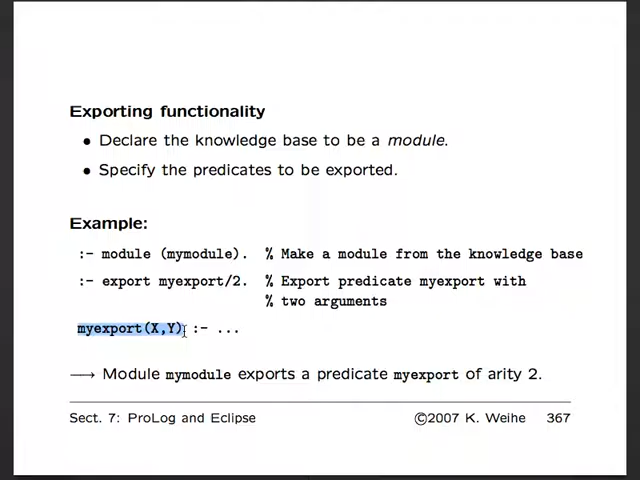 Exporting functionality
• Declare the knowledge base to be a module.
• Specify the predicates to be exported.
Example:
:- module (mymodule). % Make a module from the knowledge base
:- export myexport/2. % Export predicate myexport with
% two arguments
myexport(X,Y) :- ...
⟶ Module mymodule exports a predicate myexport of arity 2.
Sect. 7: ProLog and Eclipse ©2007 K. Weihe 367